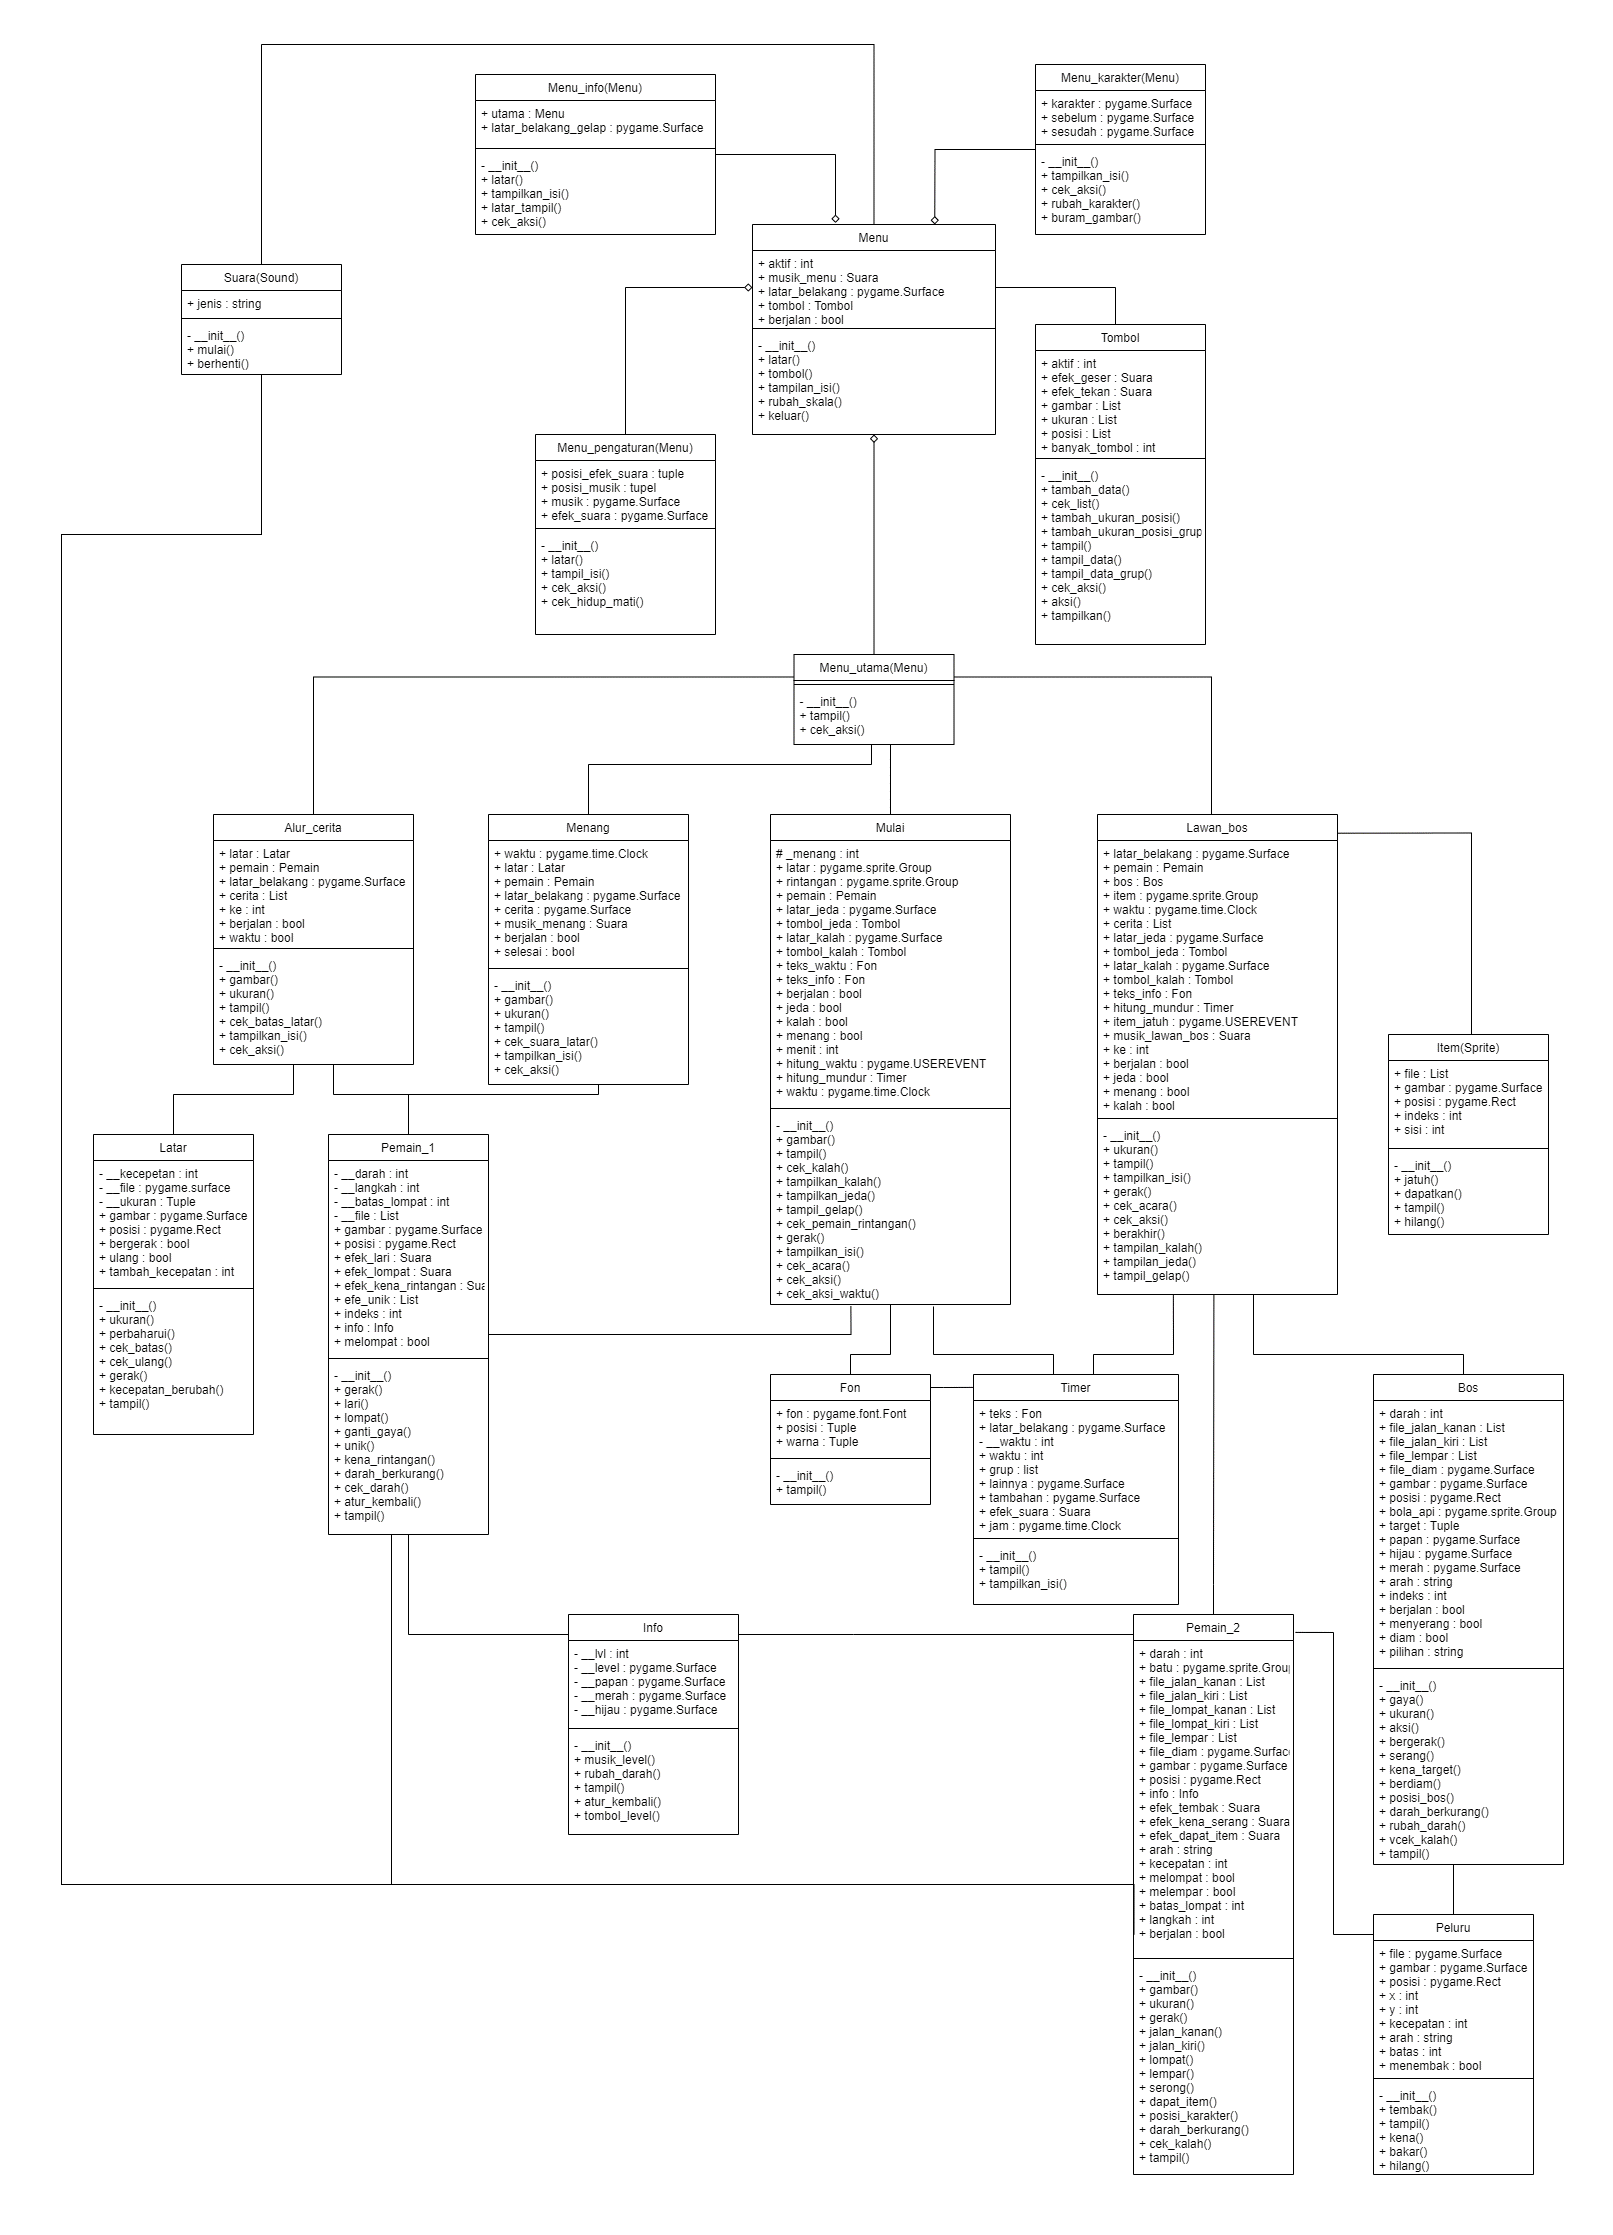 Menu_info(Menu)
+ utama : Menu
+ latar_belakang_gelap : pygame.Surface
- __init__()
+ latar()
+ tampilkan_isi()
+ latar_tampil()
+ cek_aksi()
Menu_karakter(Menu)
+ karakter : pygame.Surface
+ sebelum : pygame.Surface
+ sesudah : pygame.Surface
- __init__()
+ tampilkan_isi()
+ cek_aksi()
+ rubah_karakter()
+ buram_gambar()
Suara(Sound)
+ jenis : string
- __init__()
+ mulai()
+ berhenti()
Menu
+ aktif : int
+ musik_menu : Suara
+ latar_belakang : pygame.Surface
+ tombol : Tombol
+ berjalan : bool
- __init__()
+ latar()
+ tombol()
+ tampilan_isi()
+ rubah_skala()
+ keluar()
Tombol
+ aktif : int
+ efek_geser : Suara
+ efek_tekan : Suara
+ gambar : List
+ ukuran : List
+ posisi : List
+ banyak_tombol : int
- __init__()
+ tambah_data()
+ cek_list()
+ tambah_ukuran_posisi()
+ tambah_ukuran_posisi_grup
+ tampil()
+ tampil_data()
+ tampil_data_grup()
+ cek_aksi()
+ aksi()
+ tampilkan()
Menu_pengaturan(Menu)
+ posisi_efek_suara : tuple
+ posisi_musik : tupel
+ musik : pygame.Surface
+ efek_suara : pygame.Surface
- __init__()
+ latar()
+ tampil_isi()
+ cek_aksi()
+ cek_hidup_mati()
Menu_utama(Menu)
- __init__()
+ tampil()
+ cek_aksi()
Alur_cerita
+ latar : Latar
+ pemain : Pemain
+ latar_belakang : pygame.Surface
+ cerita : List
+ ke : int
+ berjalan : bool
+ waktu : bool
- __init__()
+ gambar()
+ ukuran()
+ tampil()
+ cek_batas_latar()
+ tampilkan_isi()
+ cek_aksi()
Menang
+ waktu : pygame.time.Clock
+ latar : Latar
+ pemain : Pemain
+ latar_belakang : pygame.Surface
+ cerita : pygame.Surface
+ musik_menang : Suara
+ berjalan : bool
+ selesai : bool
- __init__()
+ gambar()
+ ukuran()
+ tampil()
+ cek_suara_latar()
+ tampilkan_isi()
+ cek_aksi()
Mulai
# _menang : int
+ latar : pygame.sprite.Group
+ rintangan : pygame.sprite.Group
+ pemain : Pemain
+ latar_jeda : pygame.Surface
+ tombol_jeda : Tombol
+ latar_kalah : pygame.Surface
+ tombol_kalah : Tombol
+ teks_waktu : Fon
+ teks_info : Fon
+ berjalan : bool
+ jeda : bool
+ kalah : bool
+ menang : bool
+ menit : int
+ hitung_waktu : pygame.USEREVENT
+ hitung_mundur : Timer
+ waktu : pygame.time.Clock
- __init__()
+ gambar()
+ tampil()
+ cek_kalah()
+ tampilkan_kalah()
+ tampilkan_jeda()
+ tampil_gelap()
+ cek_pemain_rintangan()
+ gerak()
+ tampilkan_isi()
+ cek_acara()
+ cek_aksi()
+ cek_aksi_waktu()
Lawan_bos
+ latar_belakang : pygame.Surface
+ pemain : Pemain
+ bos : Bos
+ item : pygame.sprite.Group
+ waktu : pygame.time.Clock
+ cerita : List
+ latar_jeda : pygame.Surface
+ tombol_jeda : Tombol
+ latar_kalah : pygame.Surface
+ tombol_kalah : Tombol
+ teks_info : Fon
+ hitung_mundur : Timer
+ item_jatuh : pygame.USEREVENT
+ musik_lawan_bos : Suara
+ ke : int
+ berjalan : bool
+ jeda : bool
+ menang : bool
+ kalah : bool
- __init__()
+ ukuran()
+ tampil()
+ tampilkan_isi()
+ gerak()
+ cek_acara()
+ cek_aksi()
+ berakhir()
+ tampilan_kalah()
+ tampilan_jeda()
+ tampil_gelap()
Item(Sprite)
+ file : List
+ gambar : pygame.Surface
+ posisi : pygame.Rect
+ indeks : int
+ sisi : int
- __init__()
+ jatuh()
+ dapatkan()
+ tampil()
+ hilang()
Latar
- __kecepetan : int
- __file : pygame.surface
- __ukuran : Tuple
+ gambar : pygame.Surface
+ posisi : pygame.Rect
+ bergerak : bool
+ ulang : bool
+ tambah_kecepatan : int
- __init__()
+ ukuran()
+ perbaharui()
+ cek_batas()
+ cek_ulang()
+ gerak()
+ kecepatan_berubah()
+ tampil()
Pemain_1
- __darah : int
- __langkah : int
- __batas_lompat : int
- __file : List
+ gambar : pygame.Surface
+ posisi : pygame.Rect
+ efek_lari : Suara
+ efek_lompat : Suara
+ efek_kena_rintangan : Sua
+ efe_unik : List
+ indeks : int
+ info : Info
+ melompat : bool
- __init__()
+ gerak()
+ lari()
+ lompat()
+ ganti_gaya()
+ unik()
+ kena_rintangan()
+ darah_berkurang()
+ cek_darah()
+ atur_kembali()
+ tampil()
Fon
+ fon : pygame.font.Font
+ posisi : Tuple
+ warna : Tuple
- __init__()
+ tampil()
Timer
+ teks : Fon
+ latar_belakang : pygame.Surface
- __waktu : int
+ waktu : int
+ grup : list
+ lainnya : pygame.Surface
+ tambahan : pygame.Surface
+ efek_suara : Suara
+ jam : pygame.time.Clock
- __init__()
+ tampil()
+ tampilkan_isi()
Bos
+ darah : int
+ file_jalan_kanan : List
+ file_jalan_kiri : List
+ file_lempar : List
+ file_diam : pygame.Surface
+ gambar : pygame.Surface
+ posisi : pygame.Rect
+ bola_api : pygame.sprite.Group
+ target : Tuple
+ papan : pygame.Surface
+ hijau : pygame.Surface
+ merah : pygame.Surface
+ arah : string
+ indeks : int
+ berjalan : bool
+ menyerang : bool
+ diam : bool
+ pilihan : string
- __init__()
+ gaya()
+ ukuran()
+ aksi()
+ bergerak()
+ serang()
+ kena_target()
+ berdiam()
+ posisi_bos()
+ darah_berkurang()
+ rubah_darah()
+ vcek_kalah()
+ tampil()
Info
- __lvl : int
- __level : pygame.Surface
- __papan : pygame.Surface
- __merah : pygame.Surface
- __hijau : pygame.Surface
- __init__()
+ musik_level()
+ rubah_darah()
+ tampil()
+ atur_kembali()
+ tombol_level()
Pemain_2
+ darah : int
+ batu : pygame.sprite.Grou
+ file_jalan_kanan : List
+ file_jalan_kiri : List
+ file_lompat_kanan : List
+ file_lompat_kiri : List
+ file_lempar : List
+ file_diam : pygame.Surfac
+ gambar : pygame.Surface
+ posisi : pygame.Rect
+ info : Info
+ efek_tembak : Suara
+ efek_kena_serang : Suara
+ efek_dapat_item : Suara
+ arah : string
+ kecepatan : int
+ melompat : bool
+ melempar : bool
+ batas_lompat : int
+ langkah : int
+ berjalan : bool
- __init__()
+ gambar()
+ ukuran()
+ gerak()
+ jalan_kanan()
+ jalan_kiri()
+ lompat()
+ lempar()
+ serong()
+ dapat_item()
+ posisi_karakter()
+ darah_berkurang()
+ cek_kalah()
+ tampil()
Peluru
+ file : pygame.Surface
+ gambar : pygame.Surface
+ posisi : pygame.Rect
+ x : int
+ y : int
+ kecepatan : int
+ arah : string
+ batas : int
+ menembak : bool
- __init__()
+ tembak()
+ tampil()
+ kena()
+ bakar()
+ hilang()